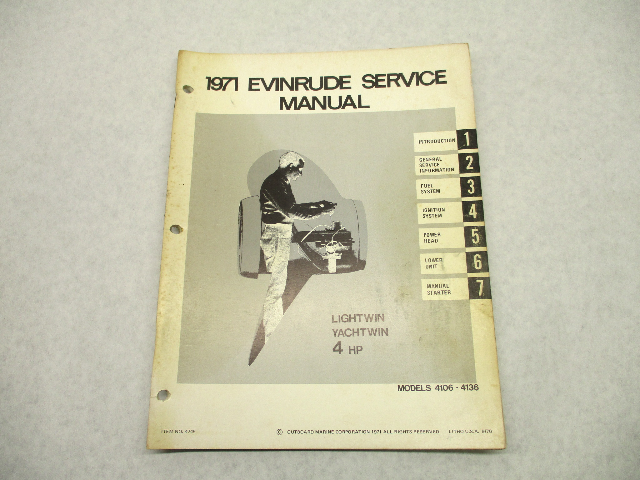 1971 EVINRUDE SERVICE
MANUAL
INTRODUCTION 1
GENERAL
SERVICE
INFORMATION 2
FUEL
SYSTEM 3
IGNITION
SYSTEM 4
POWER
HEAD 5
LOWER
UNIT 6
MANUAL
STARTER 7
LIGHTWIN
YACHTWIN
4 HP
MODELS 4106 - 4136
© OUTBOARD MARINE CORPORATION 1971 ALL RIGHTS RESERVED